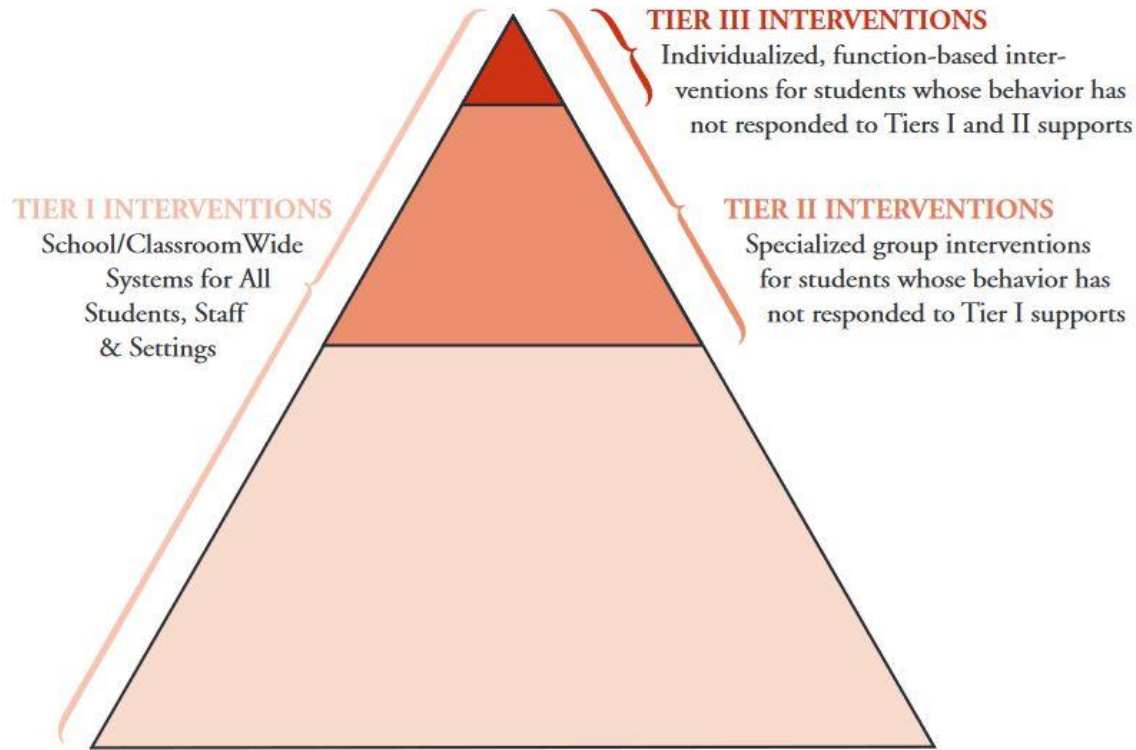 TIER III INTERVENTIONS
Individualized, function-based inter-
ventions for students whose behavior has
not responded to Tiers I and II supports
TIER I INTERVENTIONS
School/ClassroomWide
Systems for All
Students, Staff
& Settings
TIER II INTERVENTIONS
Specialized group interventions
for students whose behavior has
not responded to Tier I supports